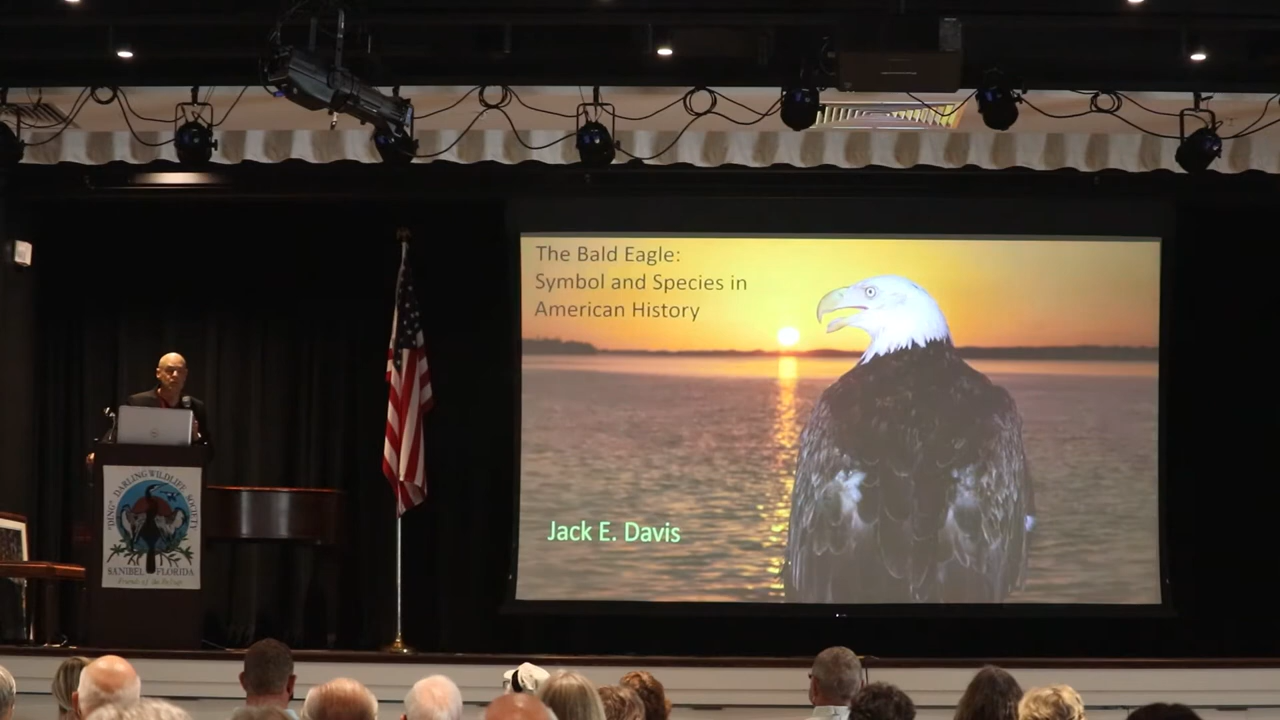 The Bald Eagle:
Symbol and Species in
American History
Jack E. Davis
"DING" DARLING WILDLIFE SOCIETY
SANIBEL FLORIDA
Friends of the Refuge